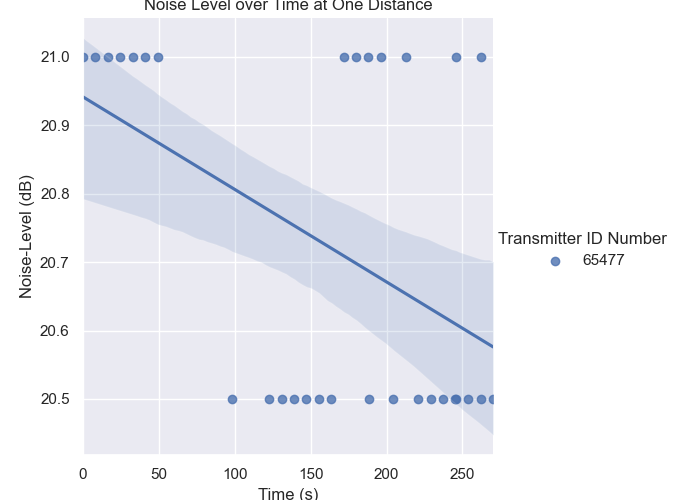 Noise Level over Time at One Distance
21.0
20.9
20.8
20.7
20.6
20.5
Noise-Level (dB)
0 50 100 150 200 250
Time (s)
Transmitter ID Number
65477